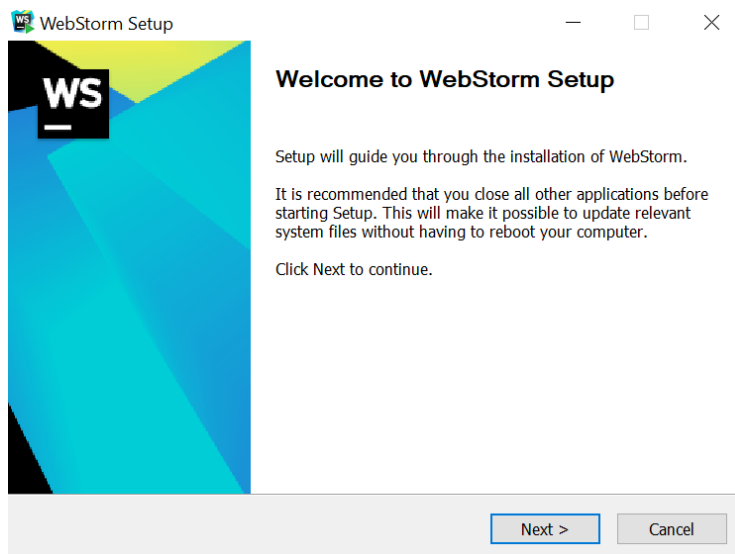 WebStorm Setup
WS
Welcome to WebStorm Setup
Setup will guide you through the installation of WebStorm.
It is recommended that you close all other applications before
starting Setup. This will make it possible to update relevant
system files without having to reboot your computer.
Click Next to continue.
Next >
Cancel